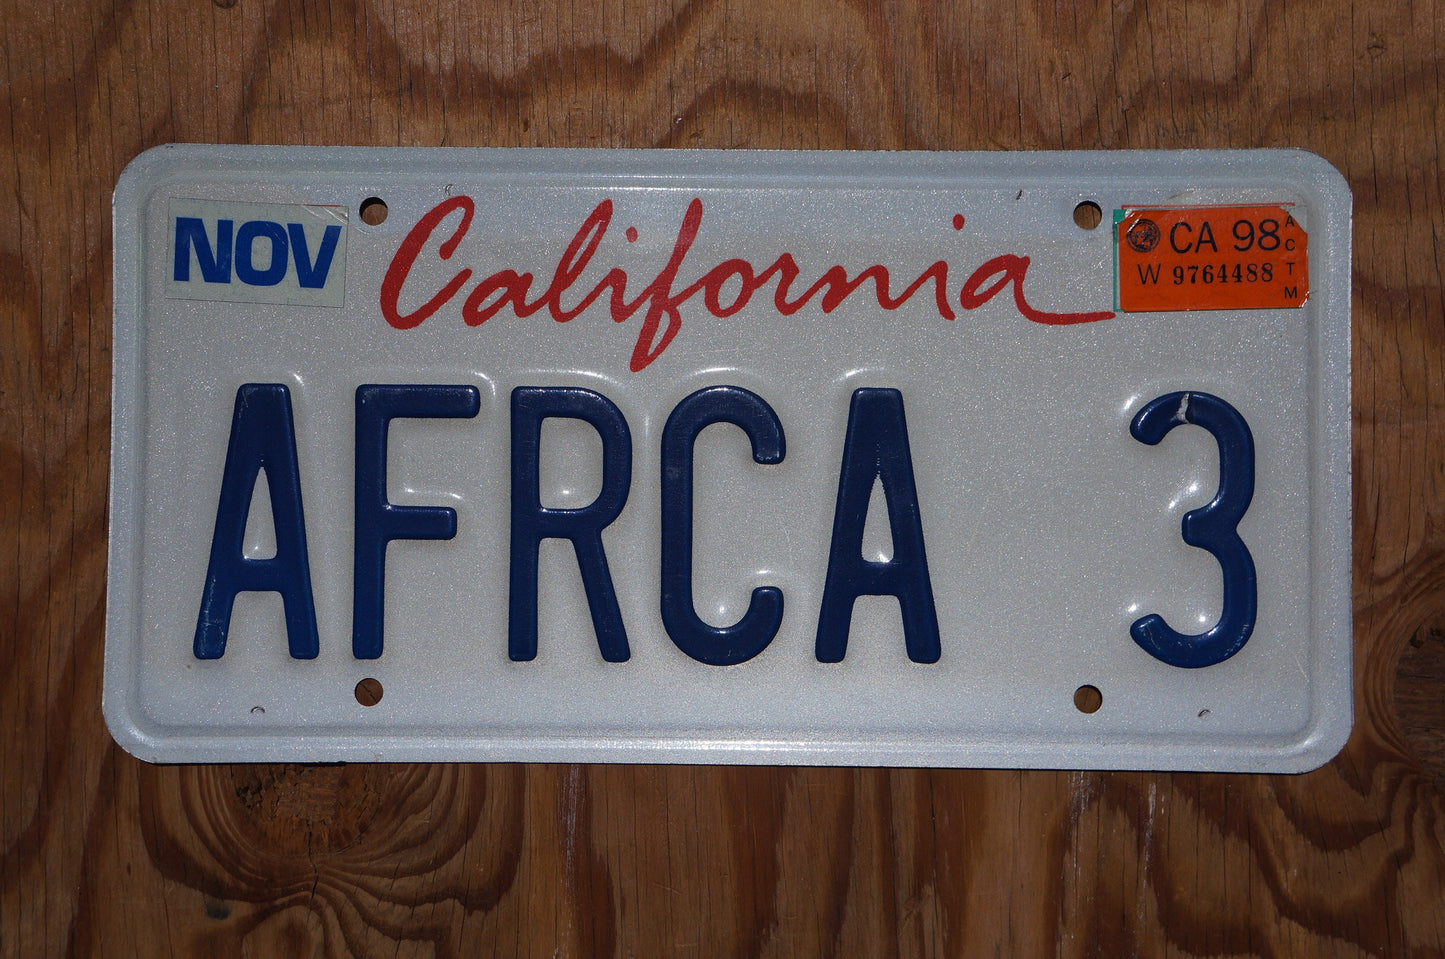 NOV
California
CA 98
W 9764488
ACTM
AFRCA 3